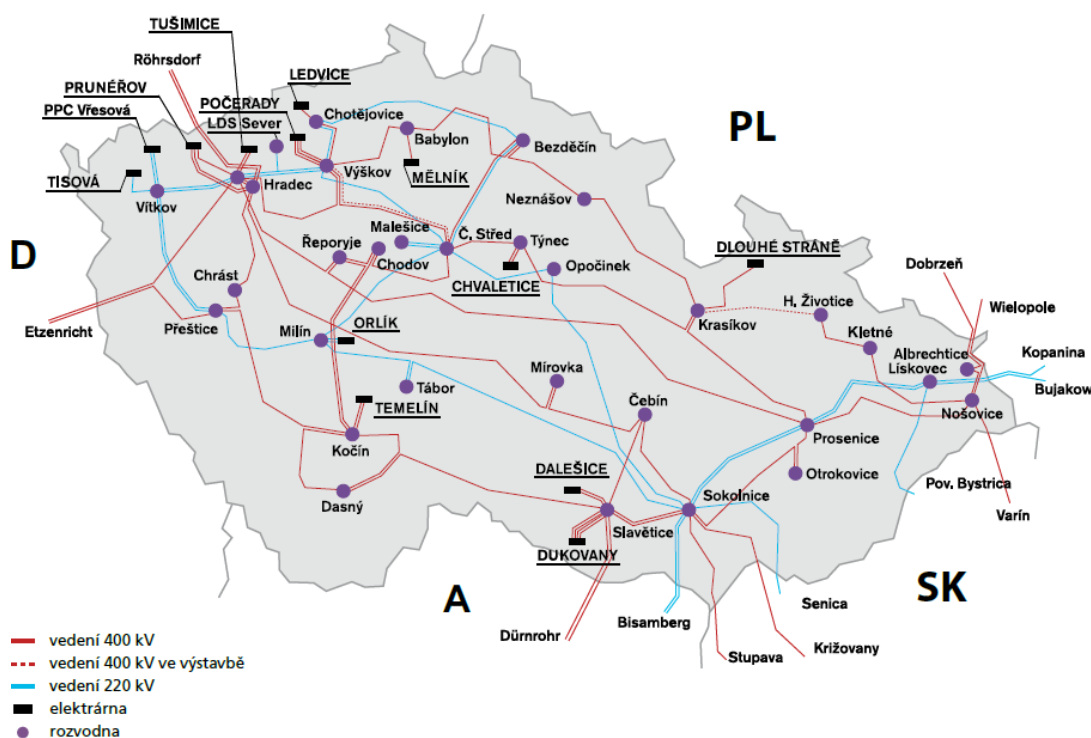 TUŠIMICE
Röhrsdorf
LEDVICE
PRUNÉŘOV
POČERADY
PPC Vřesová
LDS Sever
Chotějovice
Babylon
Bezděčín
PL
TISOVÁ
Vítkov
Hradec
Výškov
MĚLNÍK
Neznášov
D
Malešice
Č. Střed
Týnec
Řeporyje
Chodov
Opočinek
DLOUHÉ STRÁNĚ
Dobrzeň
Chrást
CHVALETICE
Wielopole
Etzenricht
Přeštice
Milín
ORLÍK
Krasíkov
H. Životice
Kletné
Albrechtice
Lískovec
Kopanina
Bujakow
Tábor
Mírovka
TEMELÍN
Čebín
Nošovice
Kočín
Prosenice
Otrokovice
DALEŠICE
Dasný
Sokolnice
Pov. Bystrica
Slavětice
Varín
DUKOVANY
A
SK
Senica
Bisamberg
Dürnrohr
Stupava
Križovany
vedení 400 kV
vedení 400 kV ve výstavbě
vedení 220 kV
elektrárna
rozvodna